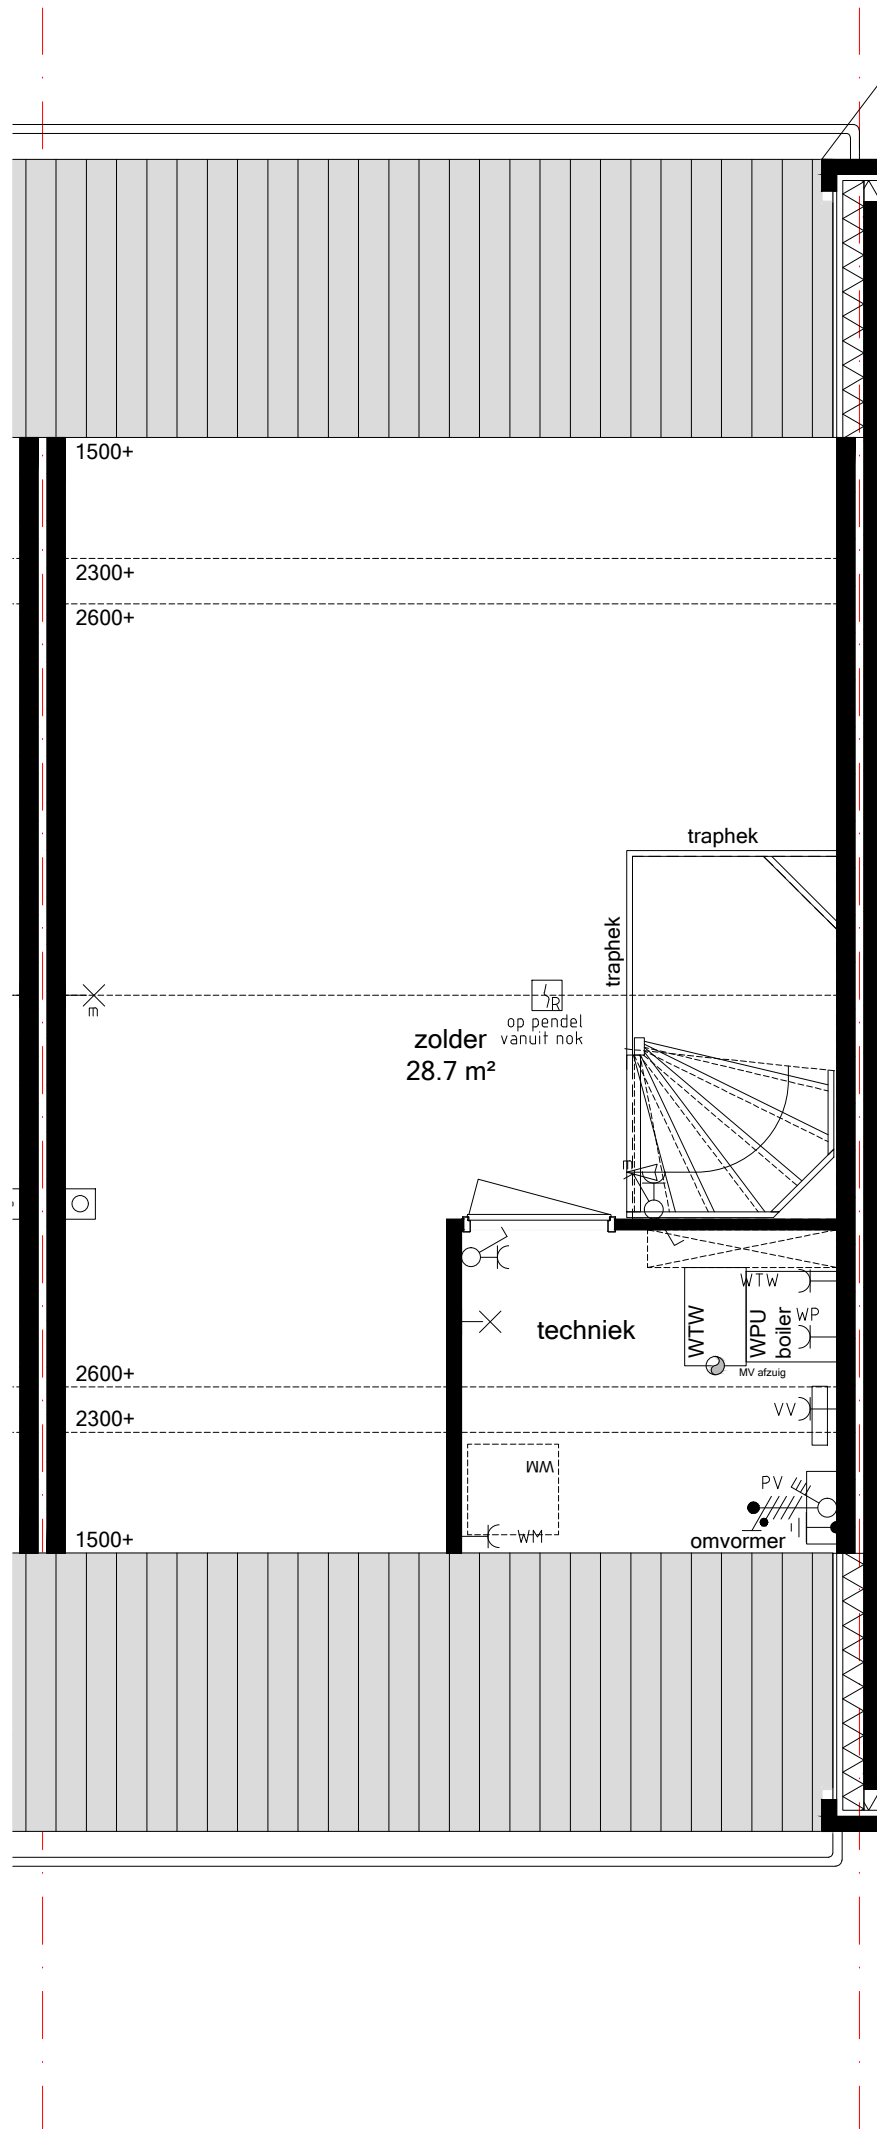 1500+
2300+
2600+
traphek
traphek
m
R
op pendel
vanuit nok
zolder
28.7 m²
m
techniek
WTW
WTW
WPU
boiler
WP
MV afzuig
2600+
2300+
VV
WM
WM
PV
omvormer
1500+